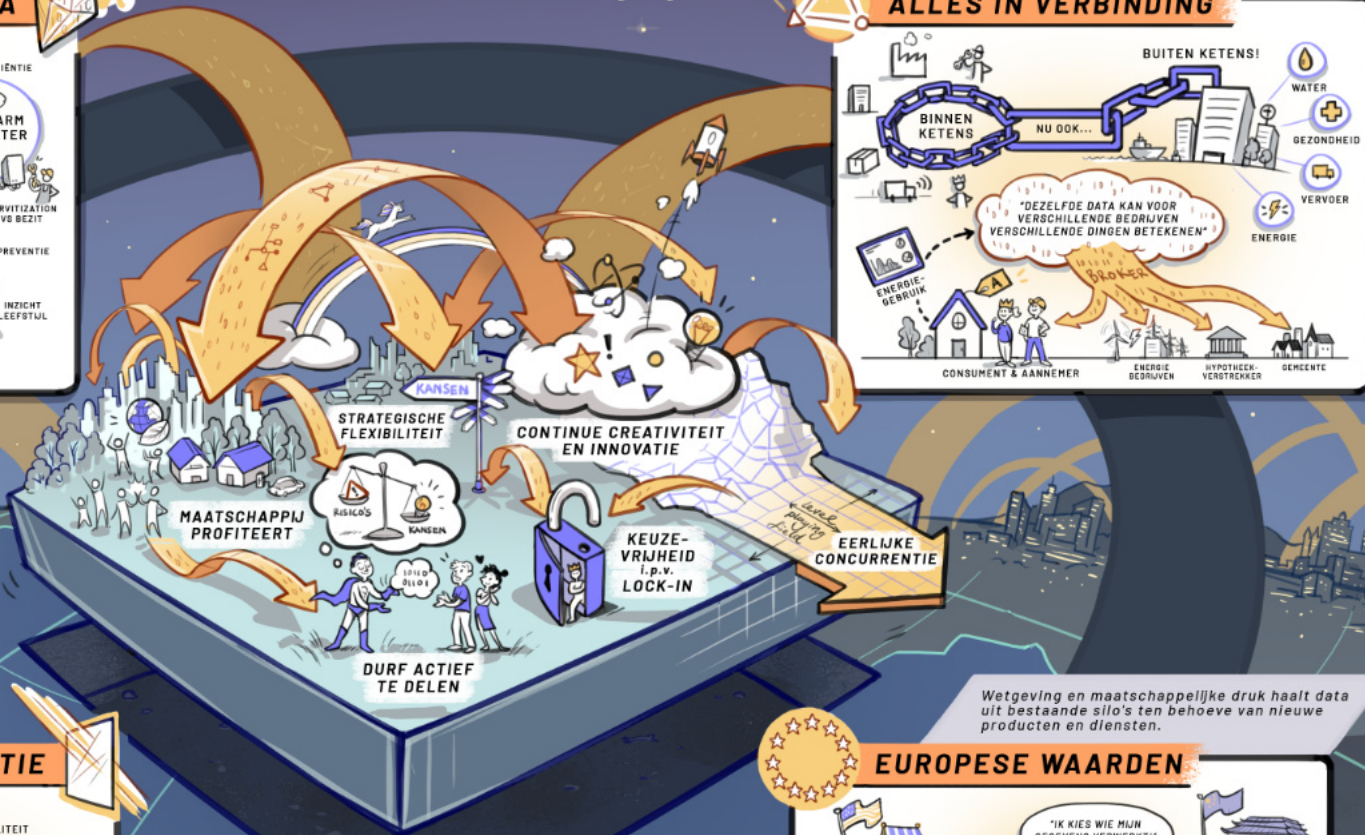 A
ALLES IN VERBINDING
BUITEN KETENS!
WATER
BINNEN
KETENS
NU OOK...
GEZONDHEID
VERVOER
ENERGIE
"DEZELFDE DATA KAN VOOR
VERSCHILLENDE BEDRIJVEN
VERSCHILLENDE DINGEN BETEKENEN"
BROKER
ENERGIE-
GEBRUIK
A
CONSUMENT & AANNEMER
ENERGIE
BEDRIJVEN
HYPOTHEEK-
VERSTREKKER
GEMEENTE
IËNTIE
ARM
TER
RVITIZATION
VS BEZIT
PREVENTIE
INZICHT
LEEFSTIJL
KANSEN
STRATEGISCHE
FLEXIBILITEIT
CONTINUE CREATIVITEIT
EN INNOVATIE
!
RISICO'S
KANSEN
MAATSCHAPPIJ
PROFITEERT
KEUZE-
VRIJHEID
i.p.v.
LOCK-IN
level
playing
field
EERLIJKE
CONCURRENTIE
DURF ACTIEF
TE DELEN
Wetgeving en maatschappelijke druk haalt data
uit bestaande silo's ten behoeve van nieuwe
producten en diensten.
TIE
LITEIT
EUROPESE WAARDEN
"IK KIES WIE MIJN